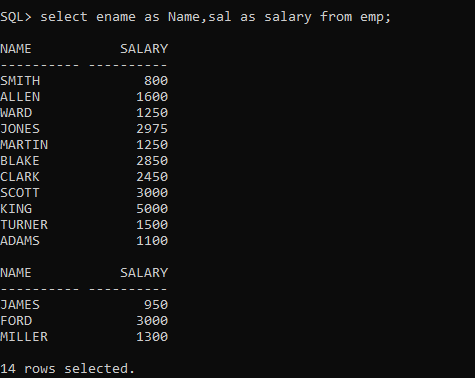 SQL> select ename as Name,sal as salary from emp;
NAME           SALARY
---------- ----------
SMITH             800
ALLEN            1600
WARD             1250
JONES            2975
MARTIN           1250
BLAKE            2850
CLARK            2450
SCOTT            3000
KING             5000
TURNER           1500
ADAMS            1100
NAME           SALARY
---------- ----------
JAMES             950
FORD             3000
MILLER           1300
14 rows selected.